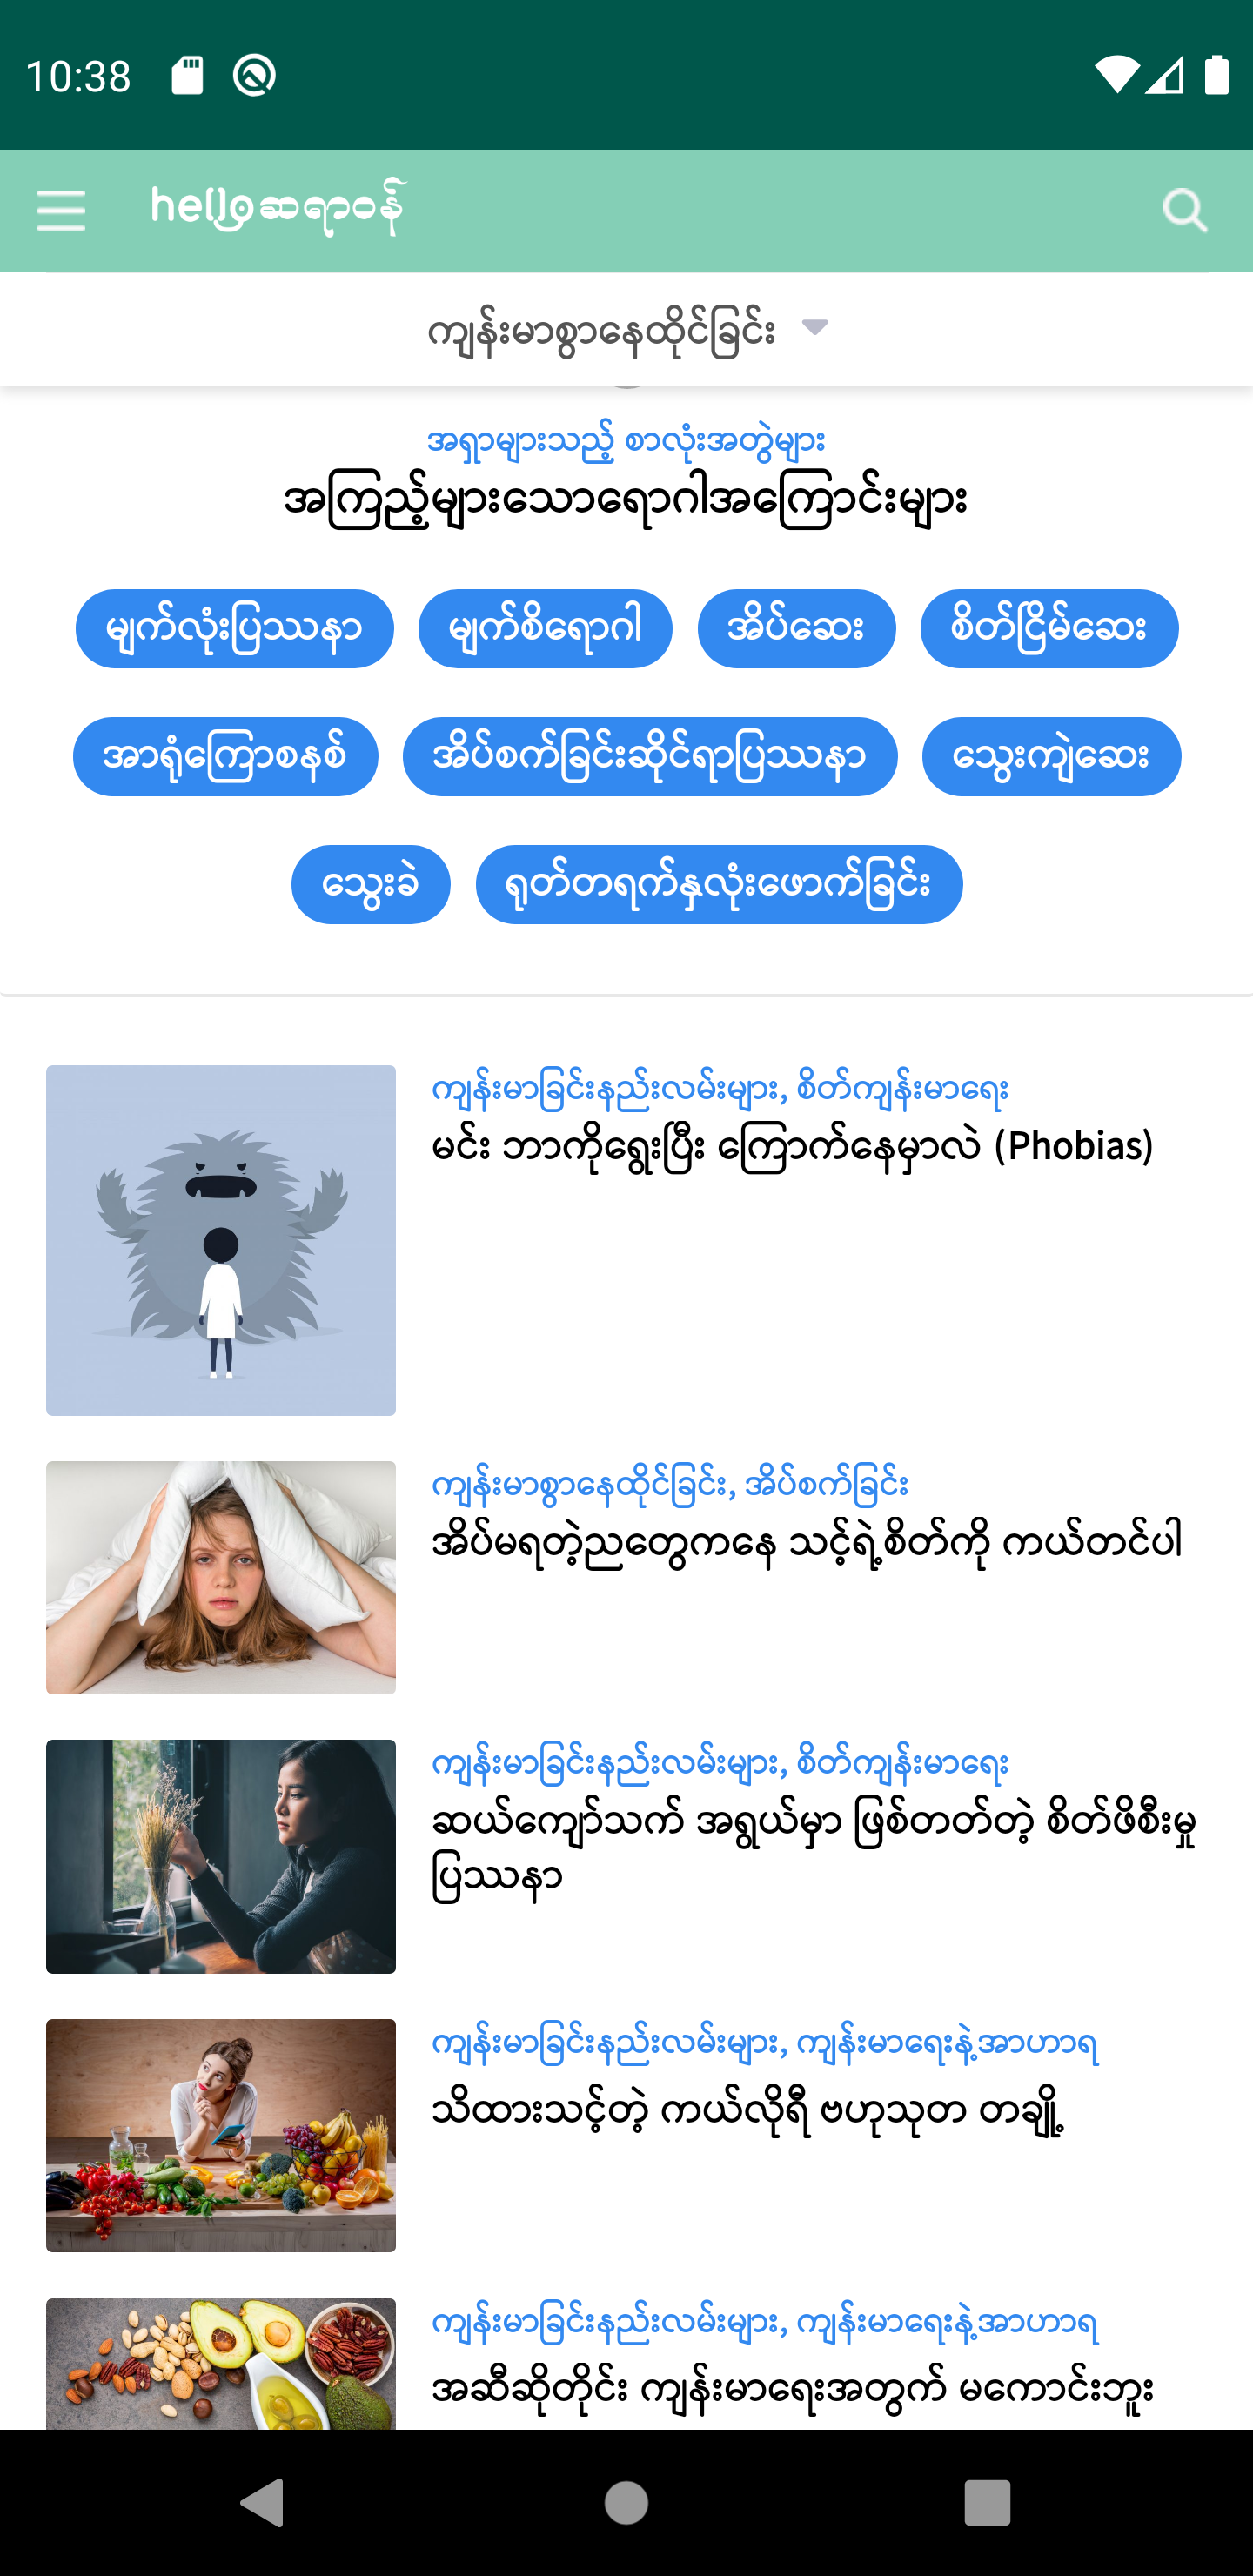 10:38
helloဆရာဝန်
ကျန်းမာစွာနေထိုင်ခြင်း
အရှာများသည့် စာလုံးအတွဲများ
အကြည့်များသောရောဂါအကြောင်းများ
မျက်လုံးပြဿနာ မျက်စိရောဂါ အိပ်ဆေး စိတ်ငြိမ်ဆေး
အာရုံကြောစနစ် အိပ်စက်ခြင်းဆိုင်ရာပြဿနာ သွေးကျဲဆေး
သွေးခဲ ရုတ်တရက်နှလုံးဖောက်ခြင်း
ကျန်းမာခြင်းနည်းလမ်းများ, စိတ်ကျန်းမာရေး
မင်း ဘာကိုရွေးပြီး ကြောက်နေမှာလဲ (Phobias)
ကျန်းမာစွာနေထိုင်ခြင်း, အိပ်စက်ခြင်း
အိပ်မရတဲ့ညတွေကနေ သင့်ရဲ့စိတ်ကို ကယ်တင်ပါ
ကျန်းမာခြင်းနည်းလမ်းများ, စိတ်ကျန်းမာရေး
ဆယ်ကျော်သက် အရွယ်မှာ ဖြစ်တတ်တဲ့ စိတ်ဖိစီးမှု
ပြဿနာ
ကျန်းမာခြင်းနည်းလမ်းများ, ကျန်းမာရေးနဲ့အာဟာရ
သိထားသင့်တဲ့ ကယ်လိုရီ ဗဟုသုတ တချို့
ကျန်းမာခြင်းနည်းလမ်းများ, ကျန်းမာရေးနဲ့အာဟာရ
အဆီဆိုတိုင်း ကျန်းမာရေးအတွက် မကောင်းဘူး